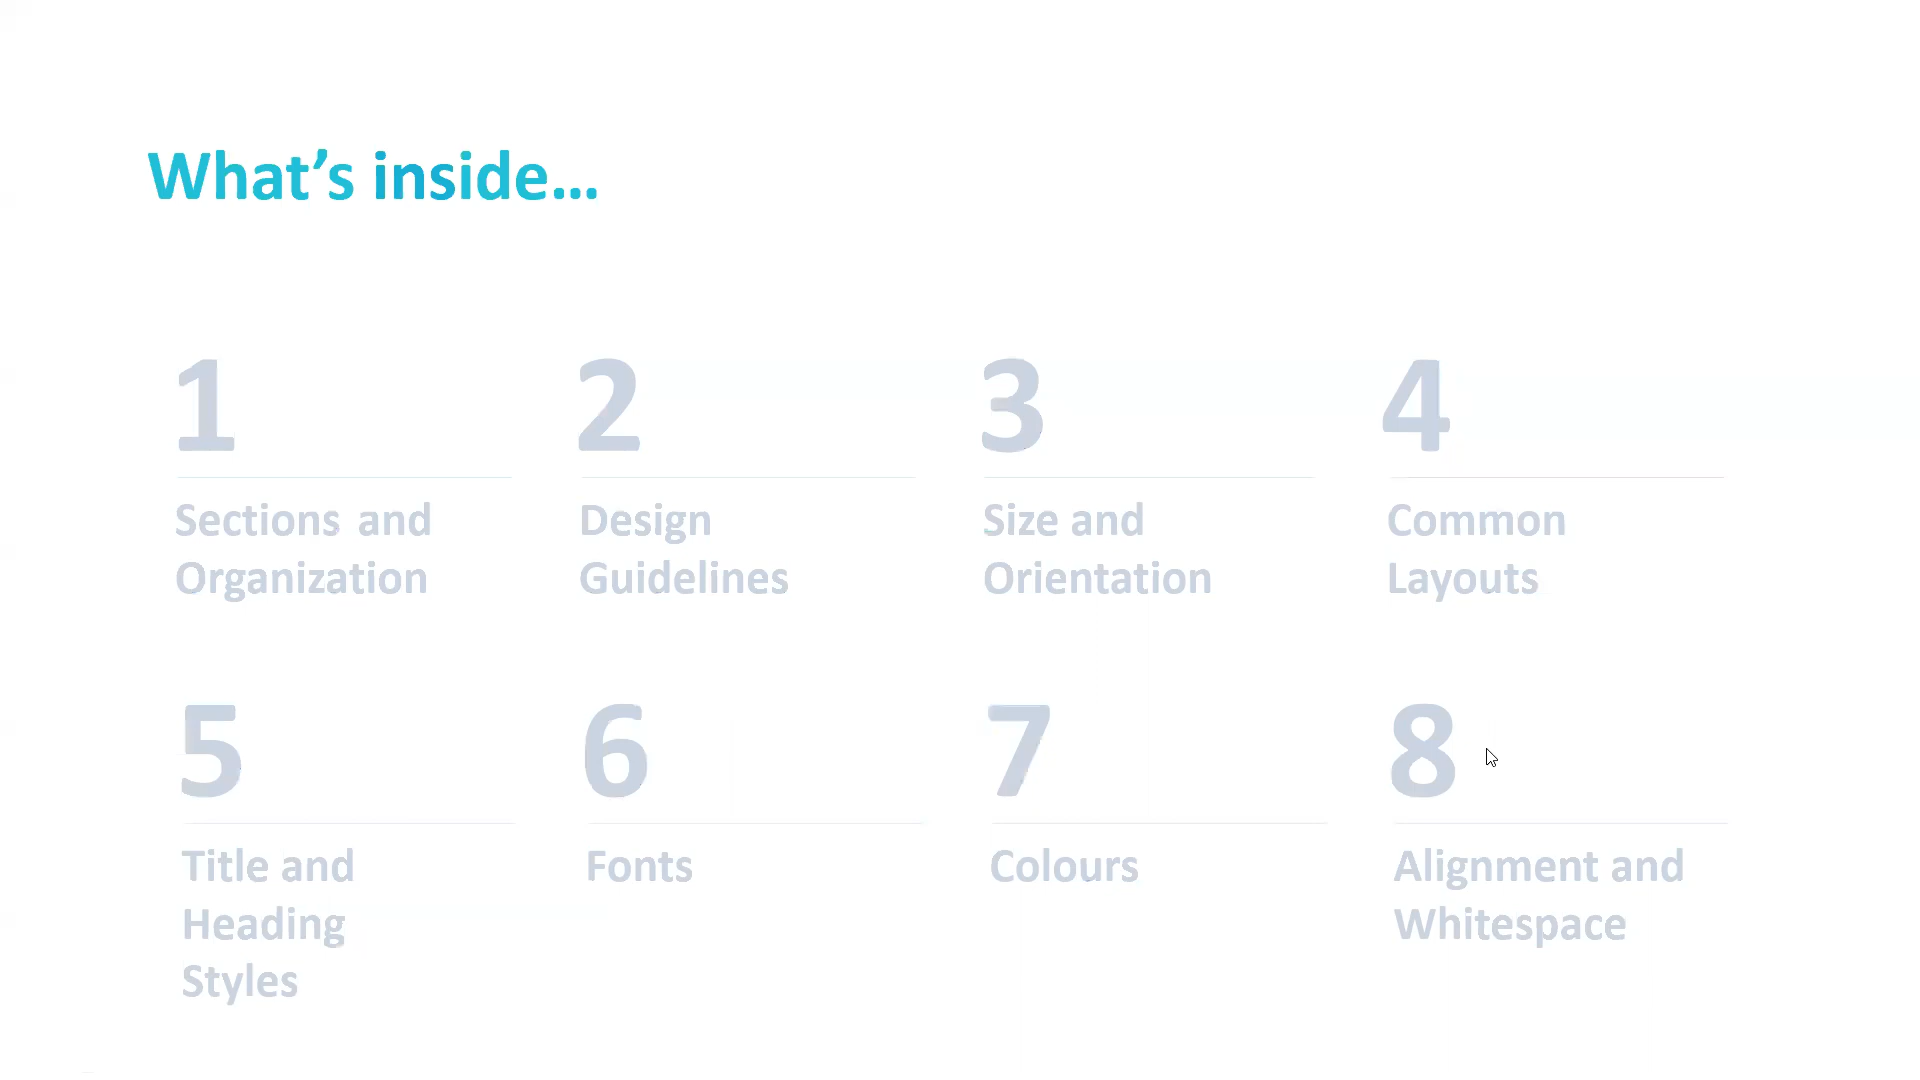 What’s inside…
1
Sections and
Organization
2
Design
Guidelines
3
Size and
Orientation
4
Common
Layouts
5
Title and
Heading
Styles
6
Fonts
7
Colours
8
Alignment and
Whitespace